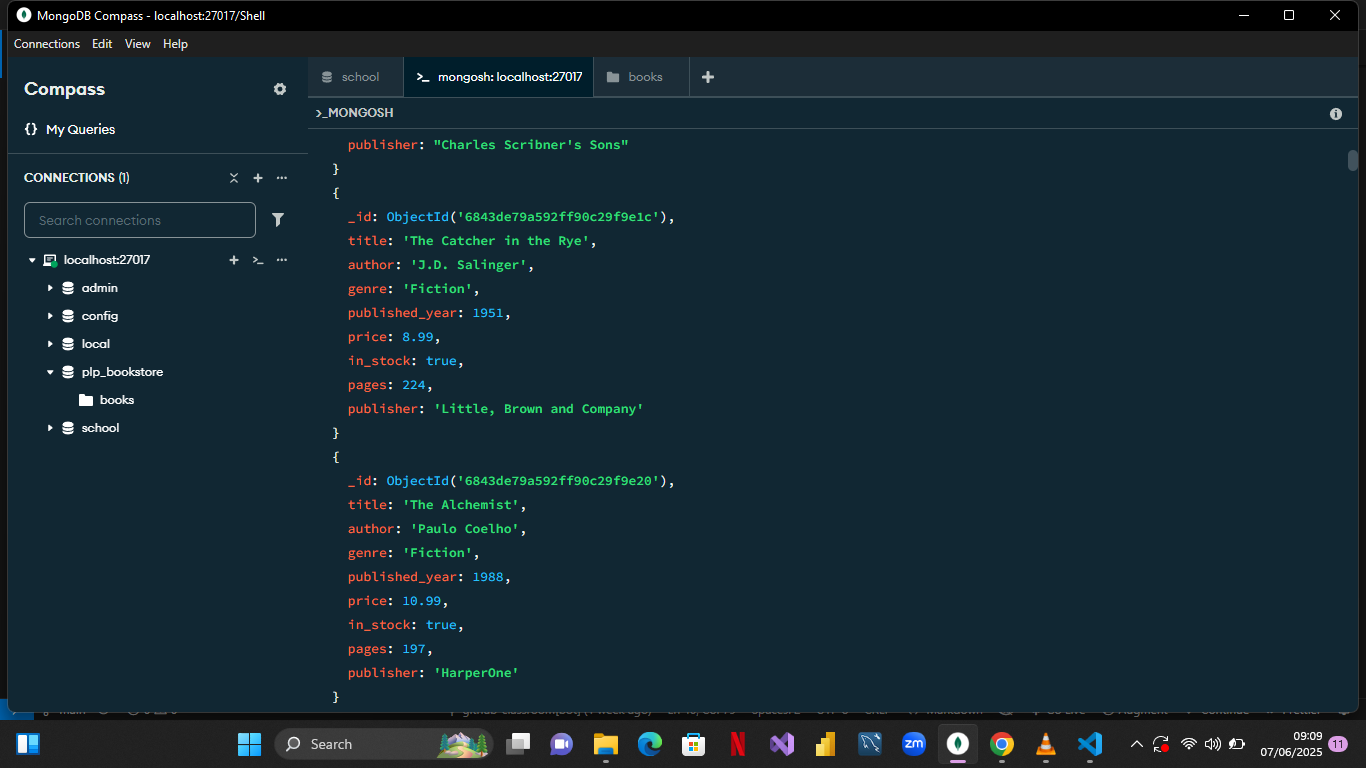 MongoDB Compass - localhost:27017/Shell
Connections Edit View Help
Compass
{} My Queries
CONNECTIONS (1)
Search connections
localhost:27017
admin
config
local
plp_bookstore
books
school
school
>_ mongosh: localhost:27017
books
>_MONGOSH
publisher: "Charles Scribner's Sons"
}
{
_id: ObjectId('6843de79a592ff90c29f9e1c'),
title: 'The Catcher in the Rye',
author: 'J.D. Salinger',
genre: 'Fiction',
published_year: 1951,
price: 8.99,
in_stock: true,
pages: 224,
publisher: 'Little, Brown and Company'
}
{
_id: ObjectId('6843de79a592ff90c29f9e20'),
title: 'The Alchemist',
author: 'Paulo Coelho',
genre: 'Fiction',
published_year: 1988,
price: 10.99,
in_stock: true,
pages: 197,
publisher: 'HarperOne'
}
Search
zm
09:09
07/06/2025
11